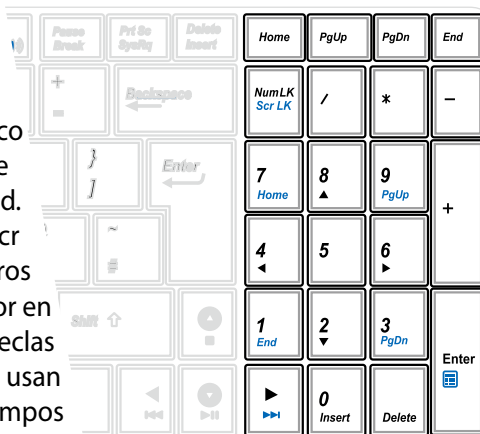 Pause Break
Prt Sc SysRq
Delete Insert
Home
PgUp
PgDn
End
+
=
Backspace
NumLK
Scr LK
/
*
–
co
e
d.
cr
ros
or en
eclas
usan
mpos
}
]
Enter
7
Home
8
9
PgUp
+
~
#
4
5
6
Shift
1
End
2
3
PgDn
Enter
0
Insert
Delete